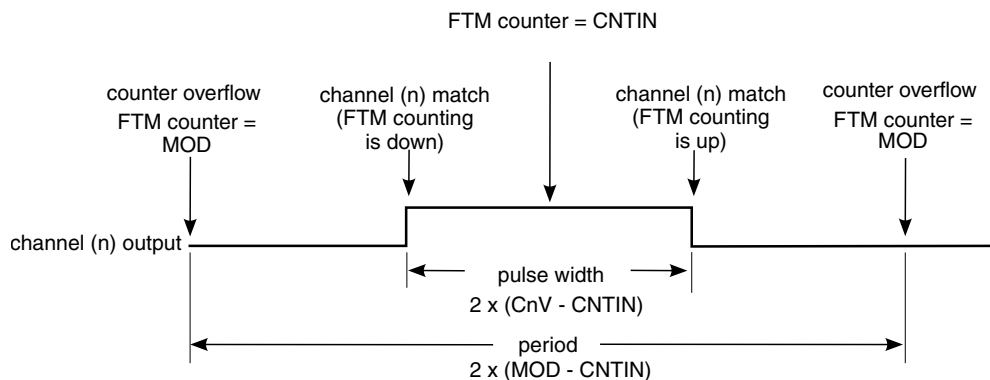 FTM counter = CNTIN
counter overflow
FTM counter =
MOD
channel (n) match
(FTM counting
is down)
channel (n) match
(FTM counting
is up)
counter overflow
FTM counter =
MOD
channel (n) output
pulse width
2 x (CnV - CNTIN)
period
2 x (MOD - CNTIN)